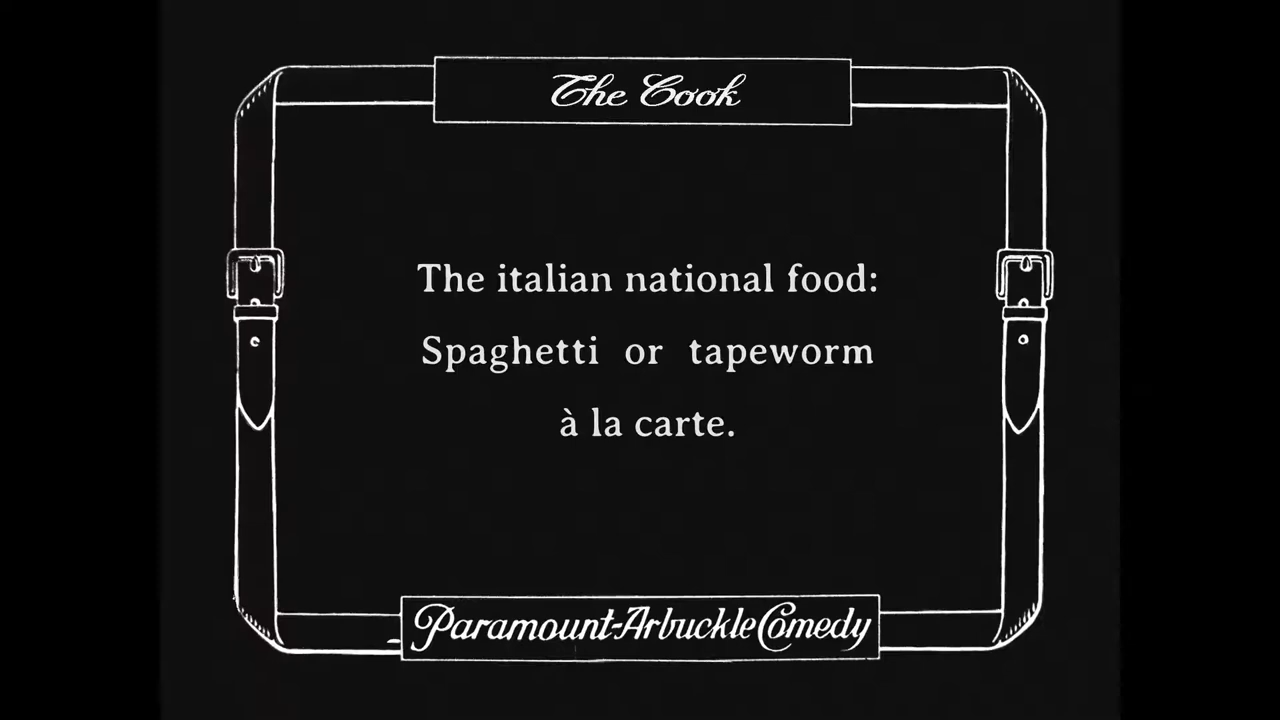 The Cook
The italian national food:
Spaghetti or tapeworm
à la carte.
Paramount-Arbuckle Comedy